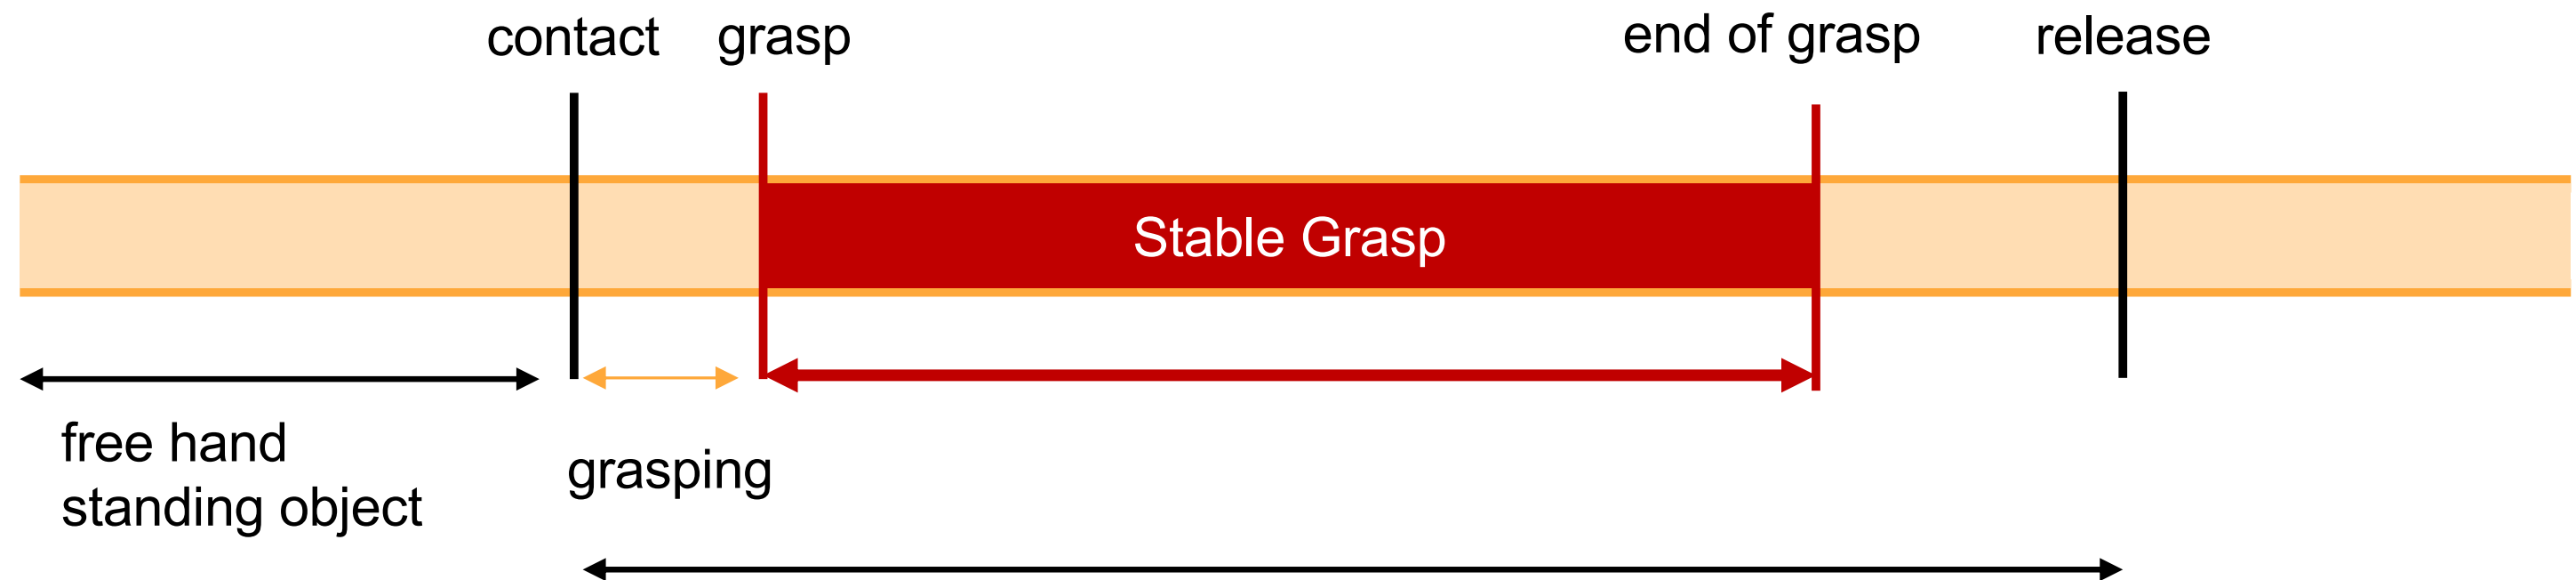 contact
grasp
end of grasp
release
Stable Grasp
free hand
standing object
grasping